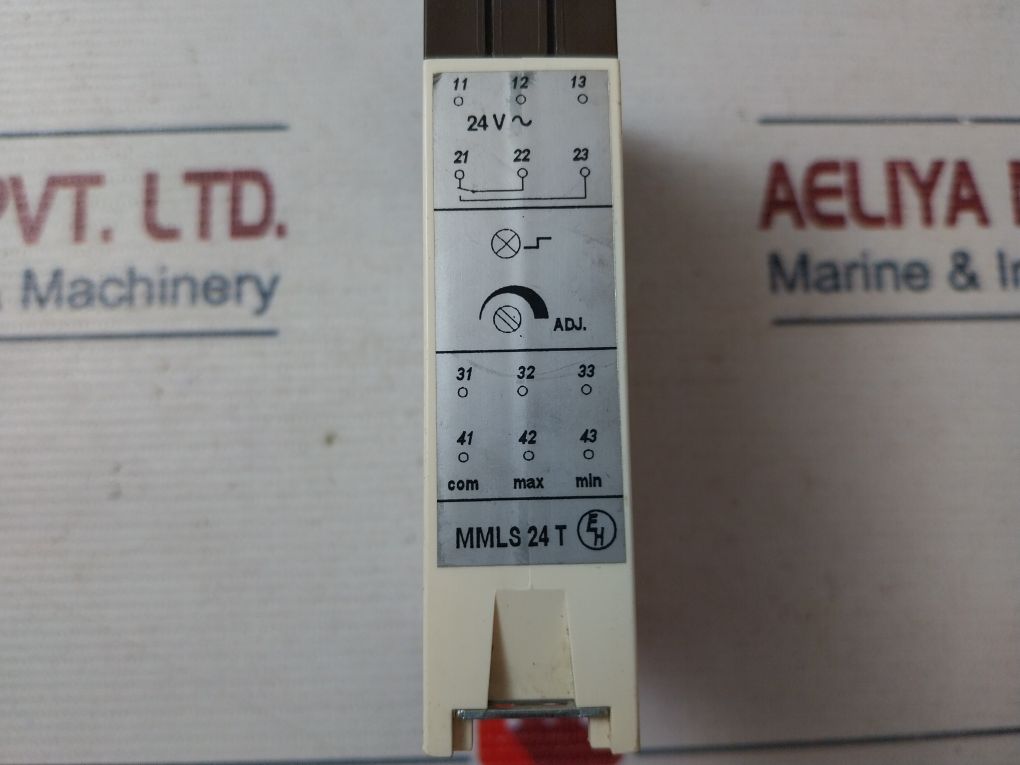 PVT. LTD.
Machinery
AELIYA
Marine & In
11 12 13
24 V ~
21 22 23
ADJ.
31 32 33
41 42 43
com max min
MMLS 24 T EH